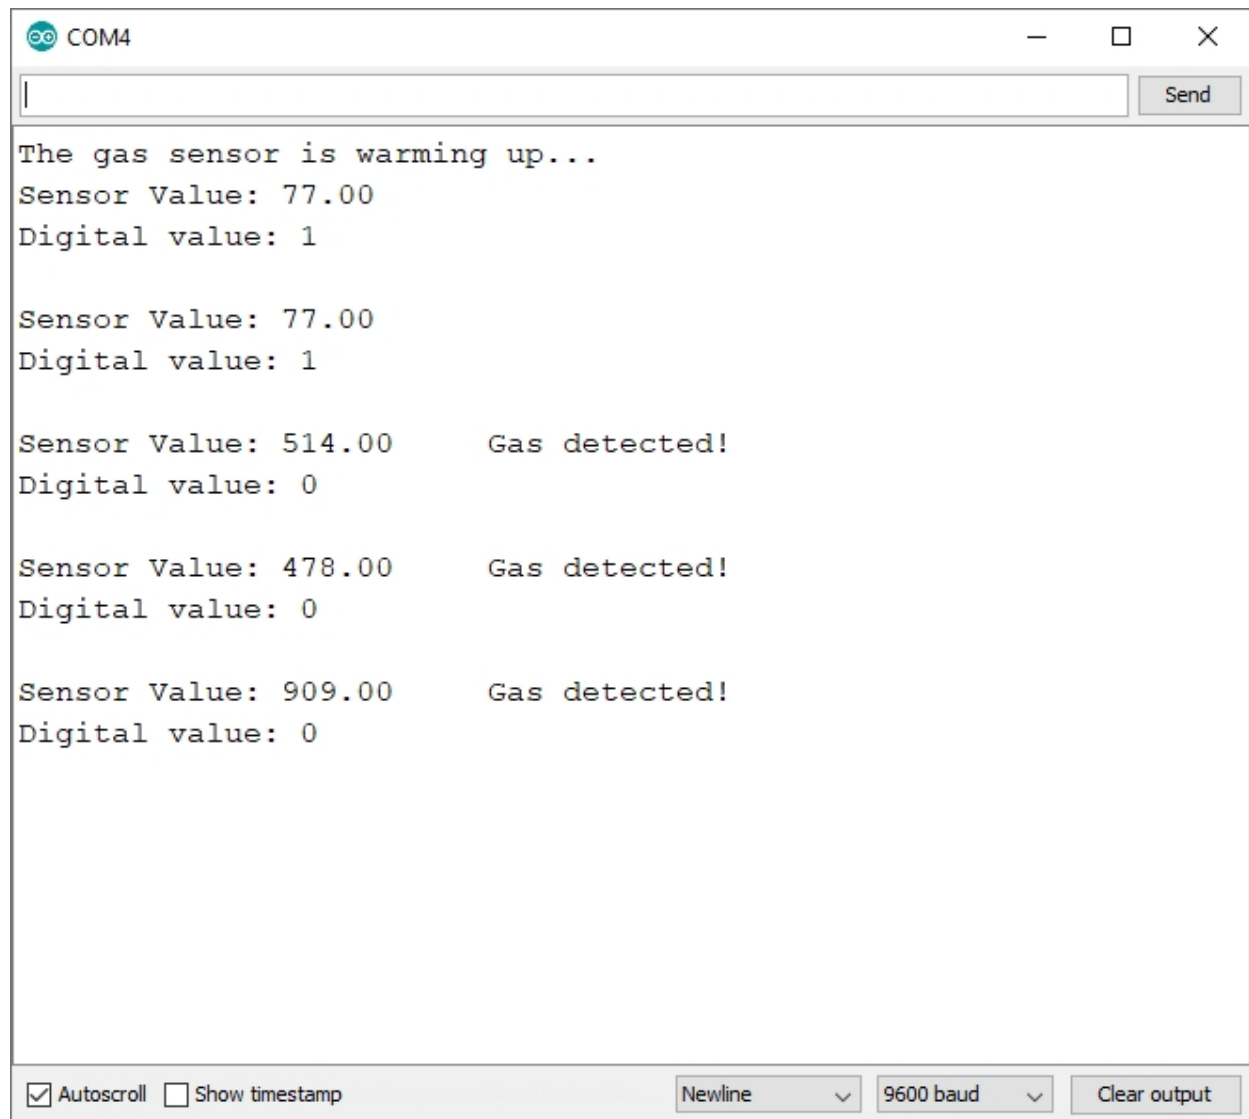 COM4
Send
The gas sensor is warming up...
Sensor Value: 77.00
Digital value: 1
Sensor Value: 77.00
Digital value: 1
Sensor Value: 514.00 Gas detected!
Digital value: 0
Sensor Value: 478.00 Gas detected!
Digital value: 0
Sensor Value: 909.00 Gas detected!
Digital value: 0
Autoscroll Show timestamp Newline 9600 baud Clear output